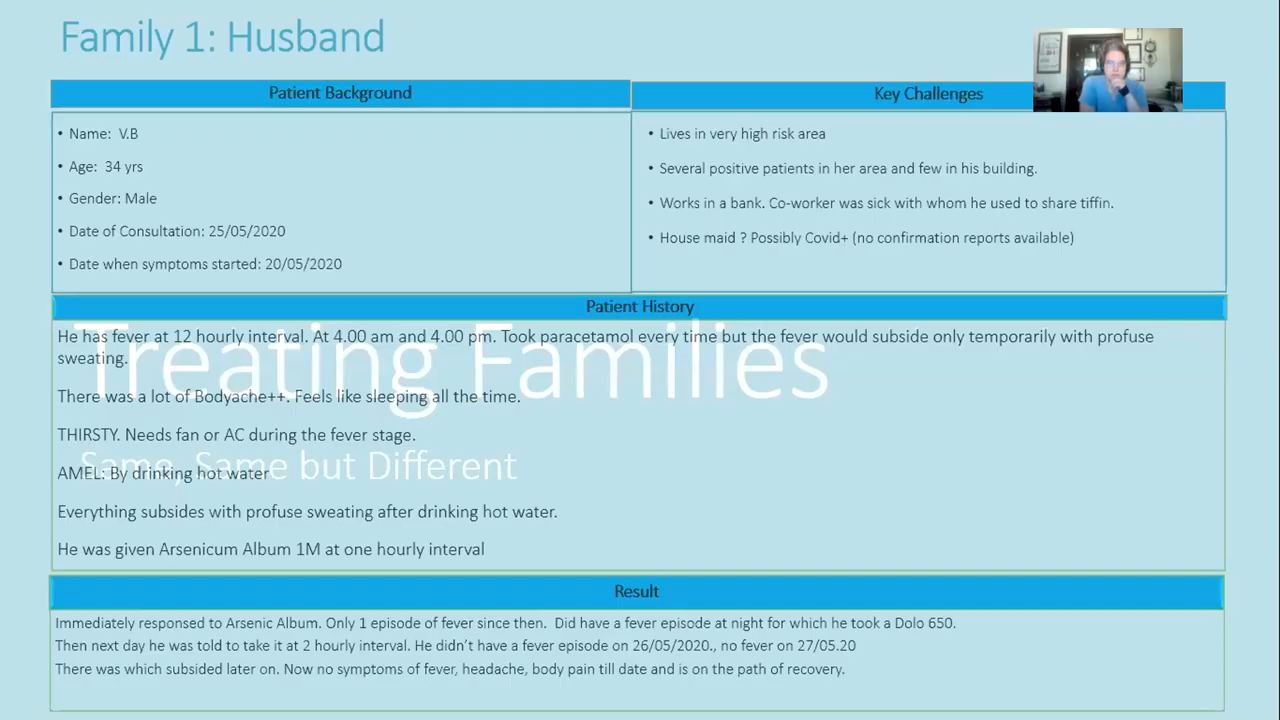 Family 1: Husband
Patient Background
• Name:  V.B
• Age:  34 yrs
• Gender: Male
• Date of Consultation: 25/05/2020
• Date when symptoms started: 20/05/2020
Key Challenges
• Lives in very high risk area
• Several positive patients in her area and few in his building.
• Works in a bank. Co-worker was sick with whom he used to share tiffin.
• House maid ? Possibly Covid+ (no confirmation reports available)
Patient History
He has fever at 12 hourly interval. At 4.00 am and 4.00 pm. Took paracetamol every time but the fever would subside only temporarily with profuse
sweating.
Treating Families
There was a lot of Bodyache++. Feels like sleeping all the time.
THIRSTY. Needs fan or AC during the fever stage.
Same, Same but Different
AMEL: By drinking hot water
Everything subsides with profuse sweating after drinking hot water.
He was given Arsenicum Album 1M at one hourly interval
Result
Immediately responsed to Arsenic Album. Only 1 episode of fever since then.  Did have a fever episode at night for which he took a Dolo 650.
Then next day he was told to take it at 2 hourly interval. He didn't have a fever episode on 26/05/2020., no fever on 27/05.20
There was which subsided later on. Now no symptoms of fever, headache, body pain till date and is on the path of recovery.